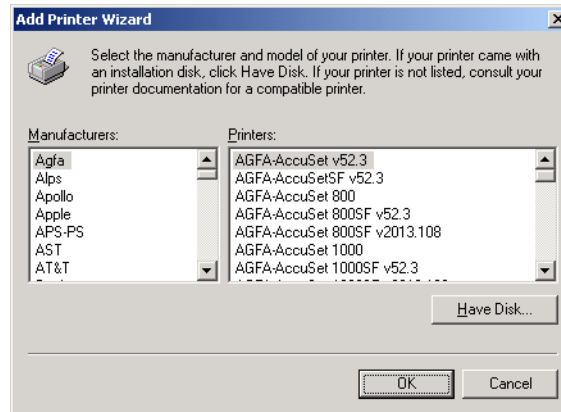 Add Printer Wizard
Select the manufacturer and model of your printer. If your printer came with
an installation disk, click Have Disk. If your printer is not listed, consult your
printer documentation for a compatible printer.
Manufacturers:
Agfa
Alps
Apollo
Apple
APS-PS
AST
AT&T
Printers:
AGFA-AccuSet v52.3
AGFA-AccuSetSF v52.3
AGFA-AccuSet 800
AGFA-AccuSet 800SF v52.3
AGFA-AccuSet 800SF v2013.108
AGFA-AccuSet 1000
AGFA-AccuSet 1000SF v52.3
Have Disk...
OK
Cancel